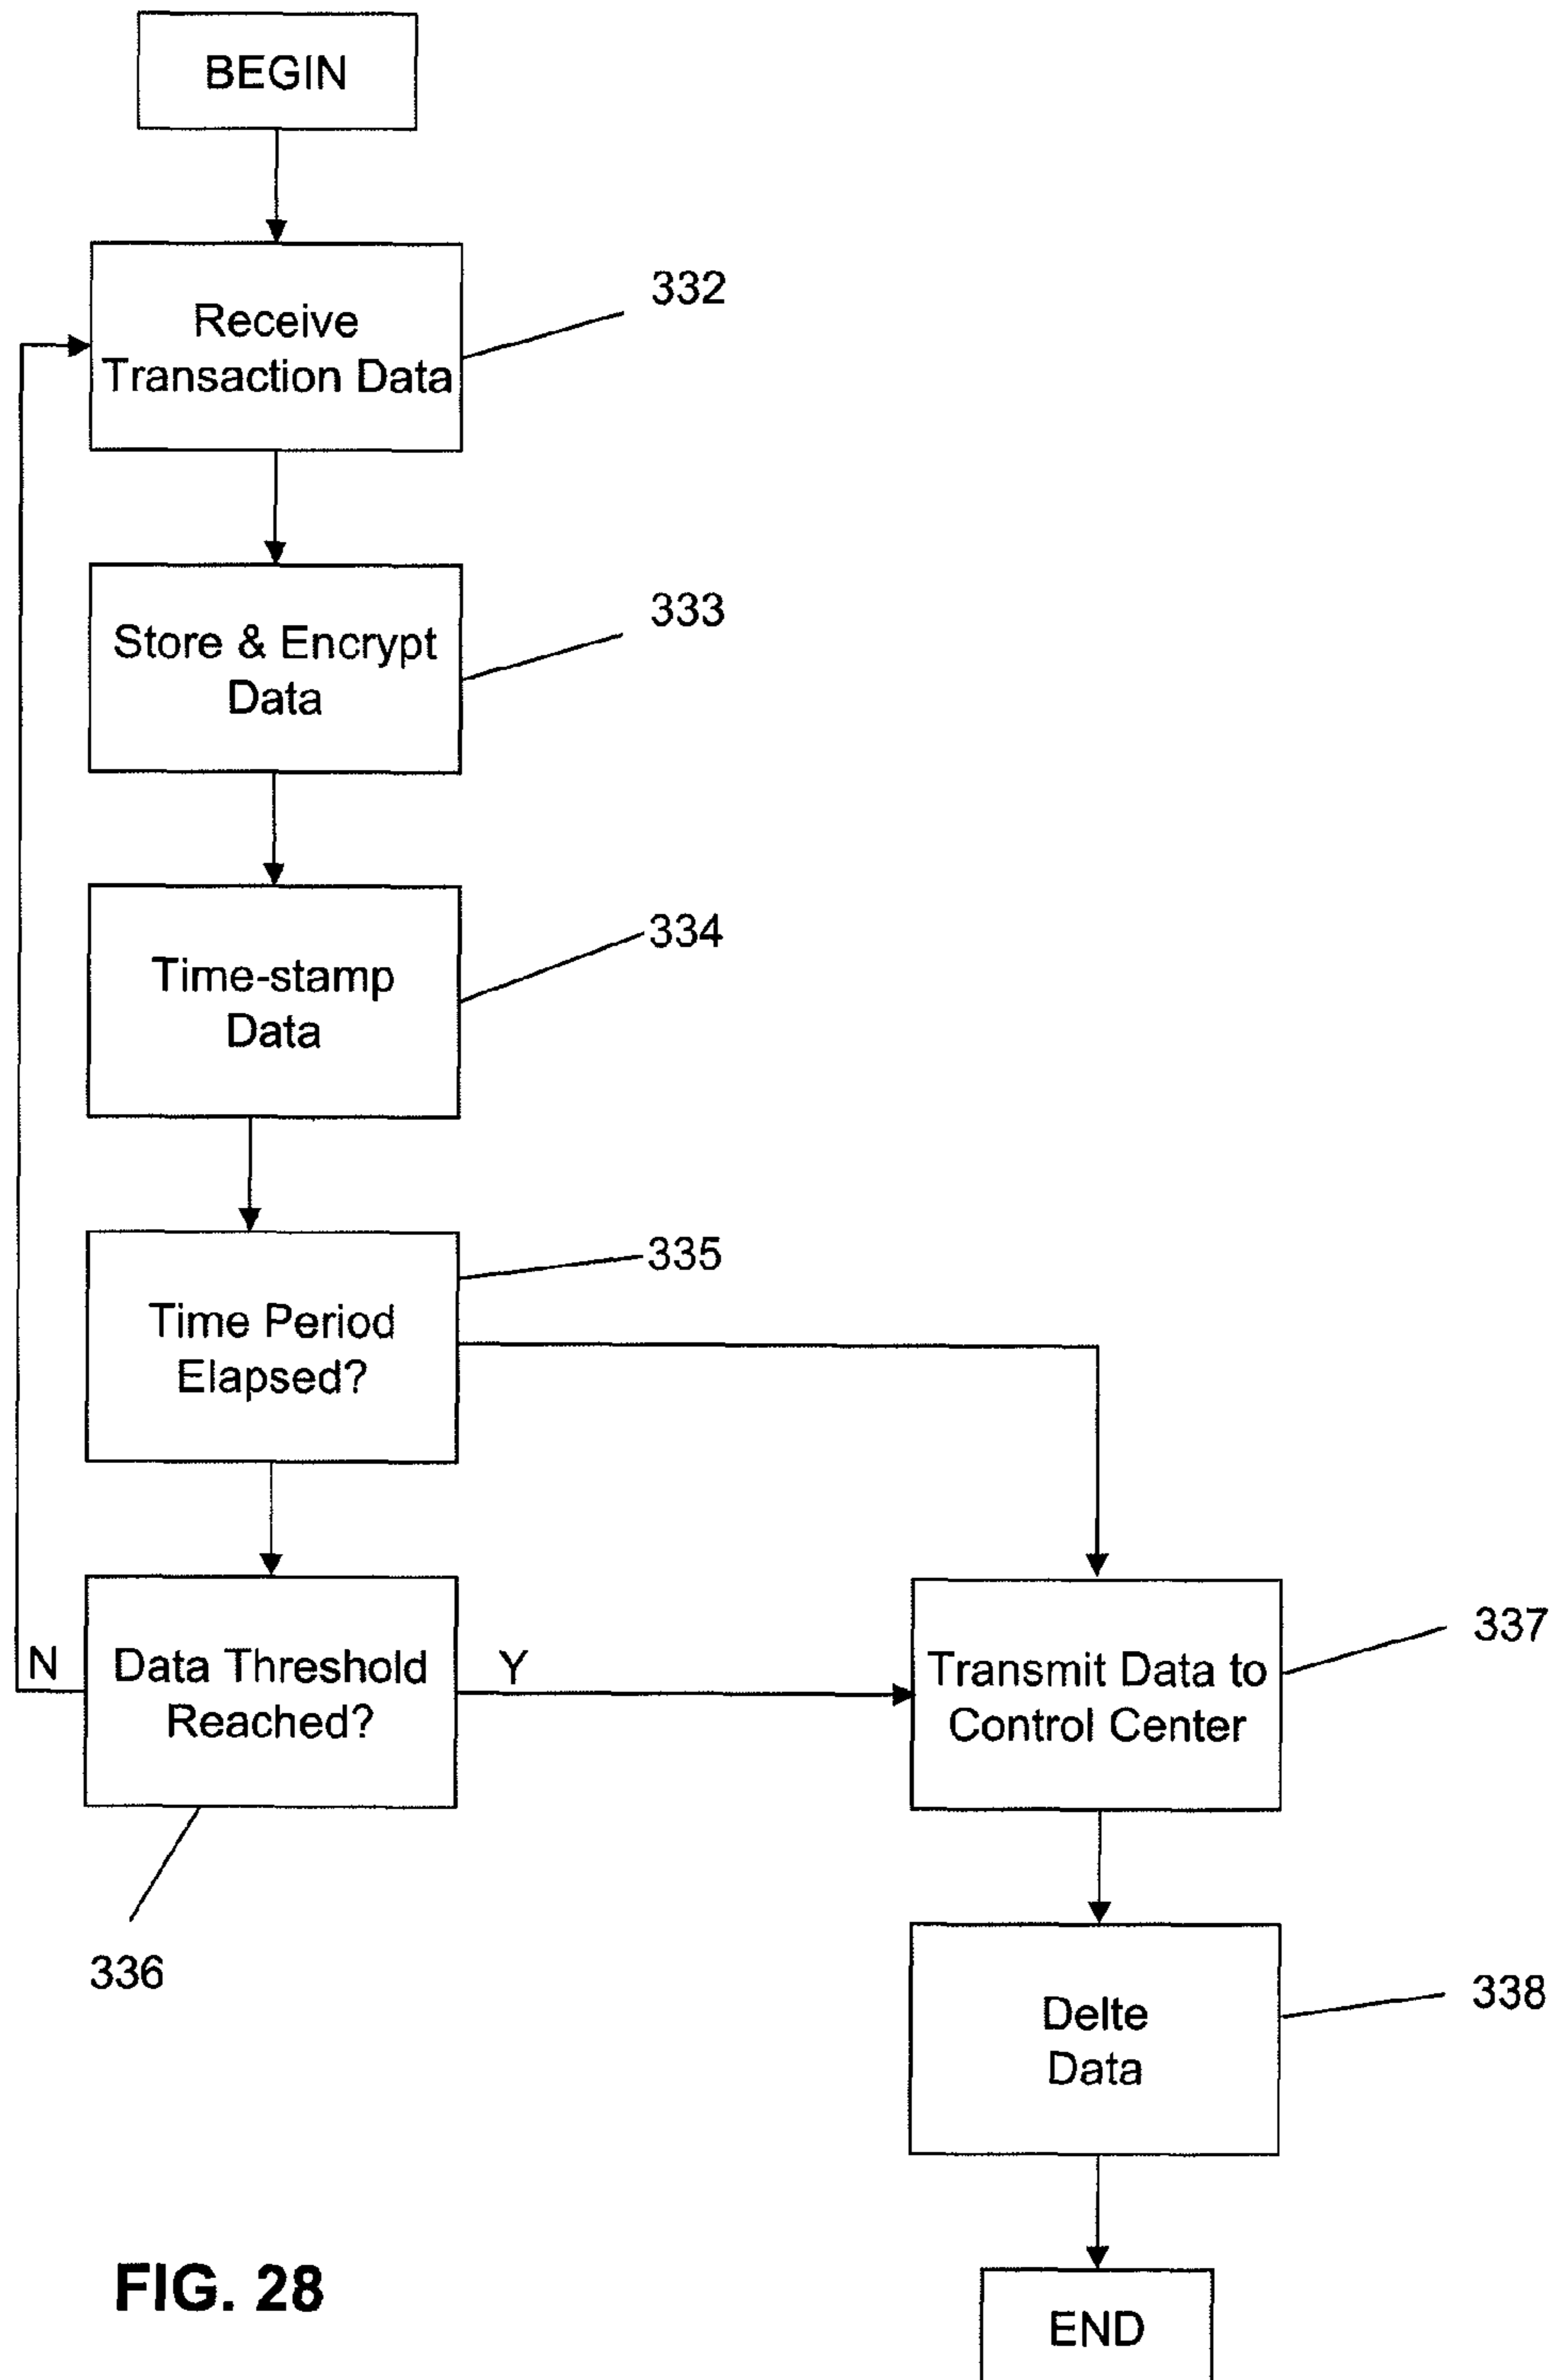 BEGIN
Receive
Transaction Data
332
Store & Encrypt
Data
333
Time-stamp
Data
334
Time Period
Elapsed?
335
N
Data Threshold
Reached?
Y
336
Transmit Data to
Control Center
337
Delte
Data
338
END
FIG. 28